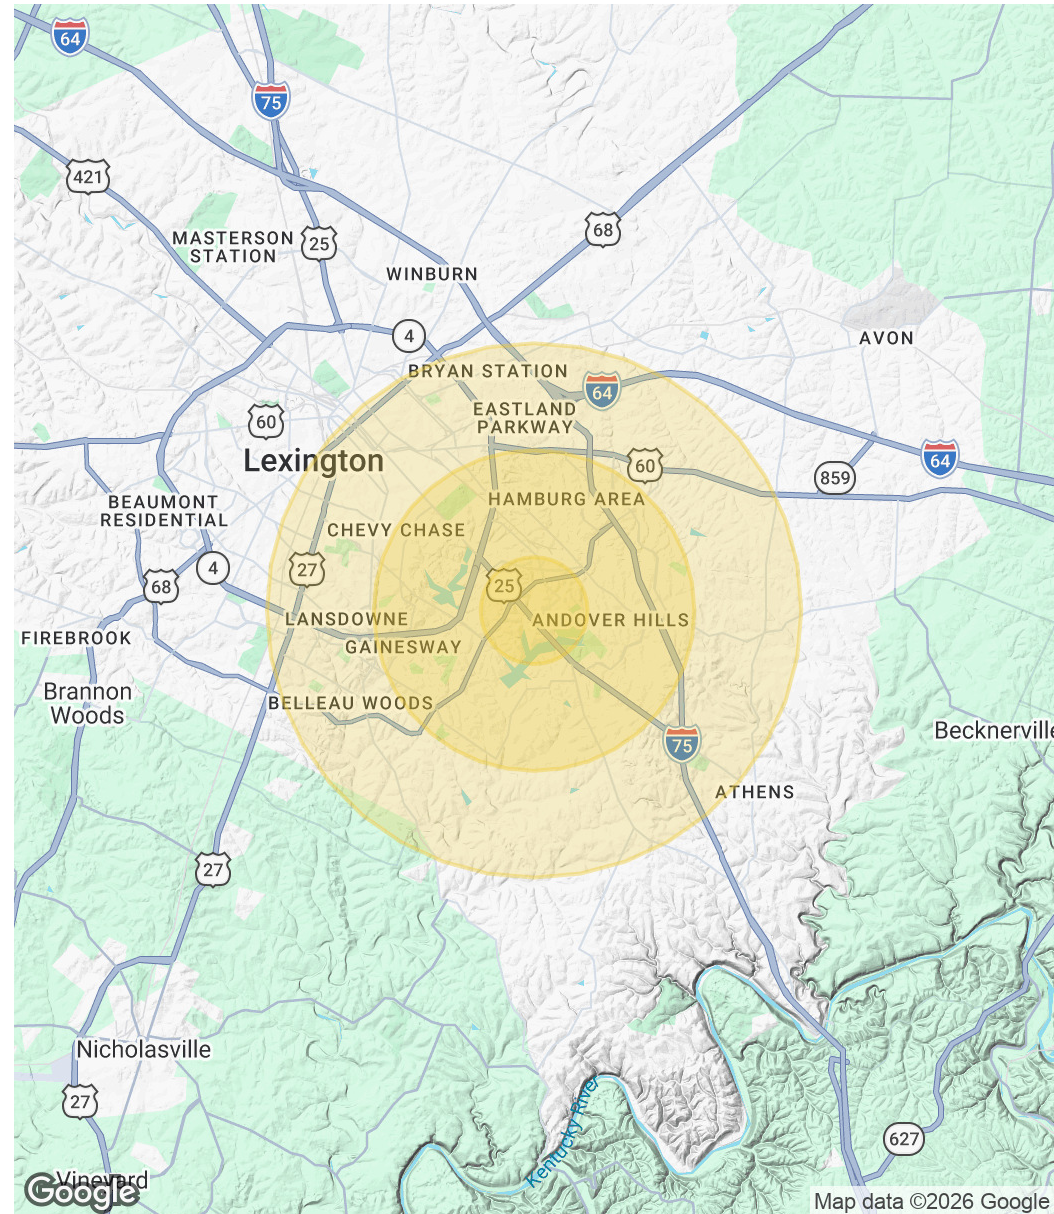 64
75
421
68
MASTERSON
STATION
25
WINBURN
4
AVON
BRYAN STATION
64
EASTLAND
PARKWAY
60
Lexington
60
64
859
HAMBURG AREA
BEAUMONT
RESIDENTIAL
CHEVY CHASE
27
4
68
25
LANSDOWNE
ANDOVER HILLS
FIREBROOK
GAINESWAY
Brannon
Woods
BELLEAU WOODS
Becknerville
75
ATHENS
27
Nicholasville
27
Kentucky River
627
Vineyard
Google
Map data ©2026 Google